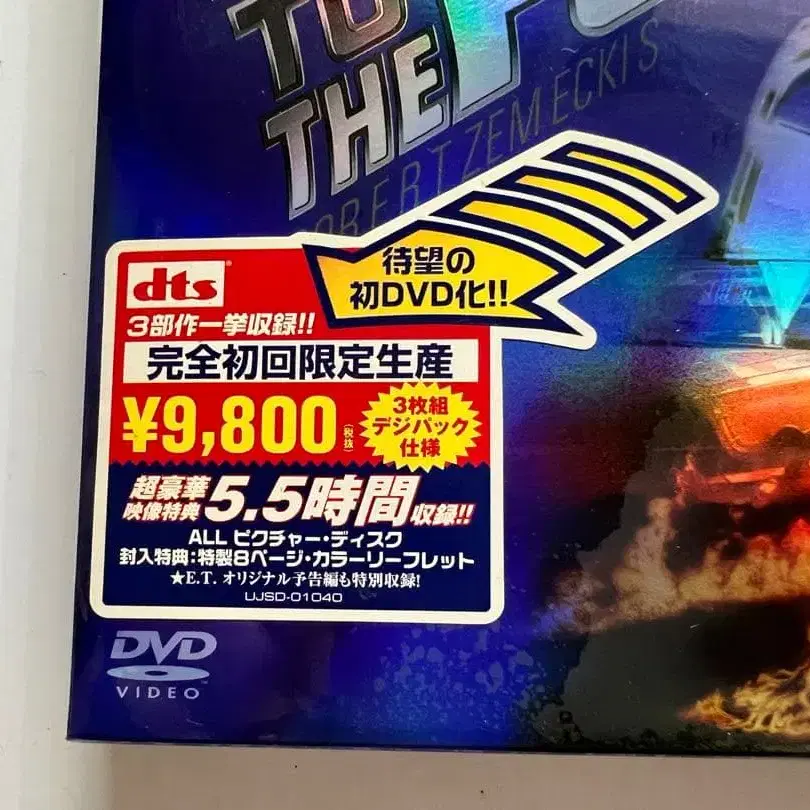 TO
THE
ROBERT ZEMECKIS
待望の
初DVD化!!
dts
3部作一挙収録!!
完全初回限定生産
¥9,800
(税抜)
3枚組
デジパック
仕様
超豪華
映像特典
5.5時間収録!!
ALL ピクチャー・ディスク
封入特典:特製8ページ・カラーリーフレット
★E.T. オリジナル予告編も特別収録!
UJSD-01040
DVD
VIDEO